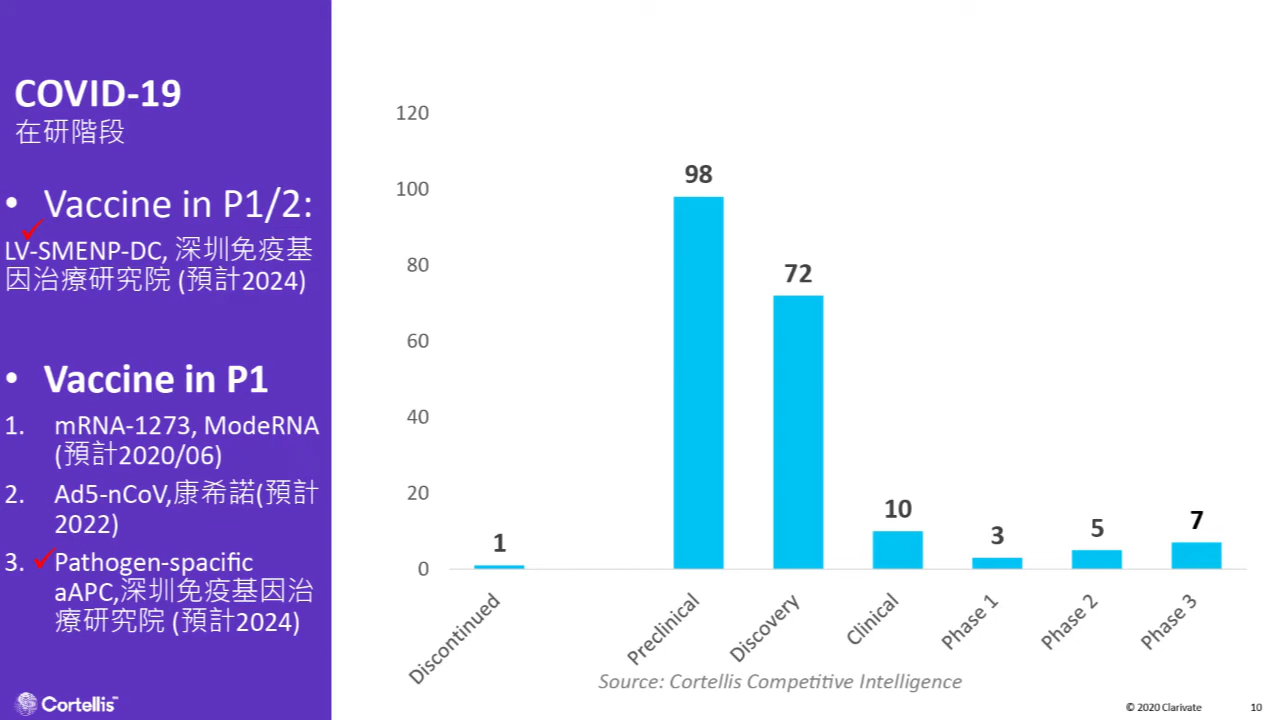 COVID-19
在研階段
• Vaccine in P1/2:
LV-SMENP-DC, 深圳免疫基
因治療研究院 (預計2024)
• Vaccine in P1
1. mRNA-1273, ModeRNA
(預計2020/06)
2. Ad5-nCoV,康希諾(預計
2022)
3. Pathogen-spacific
aAPC,深圳免疫基因治
療研究院 (預計2024)
Cortellis™
120
100
80
60
40
20
0
1
98
72
10
3
5
7
Discontinued
Preclinical
Discovery
Clinical
Phase 1
Phase 2
Phase 3
Source: Cortellis Competitive Intelligence
© 2020 Clarivate
10